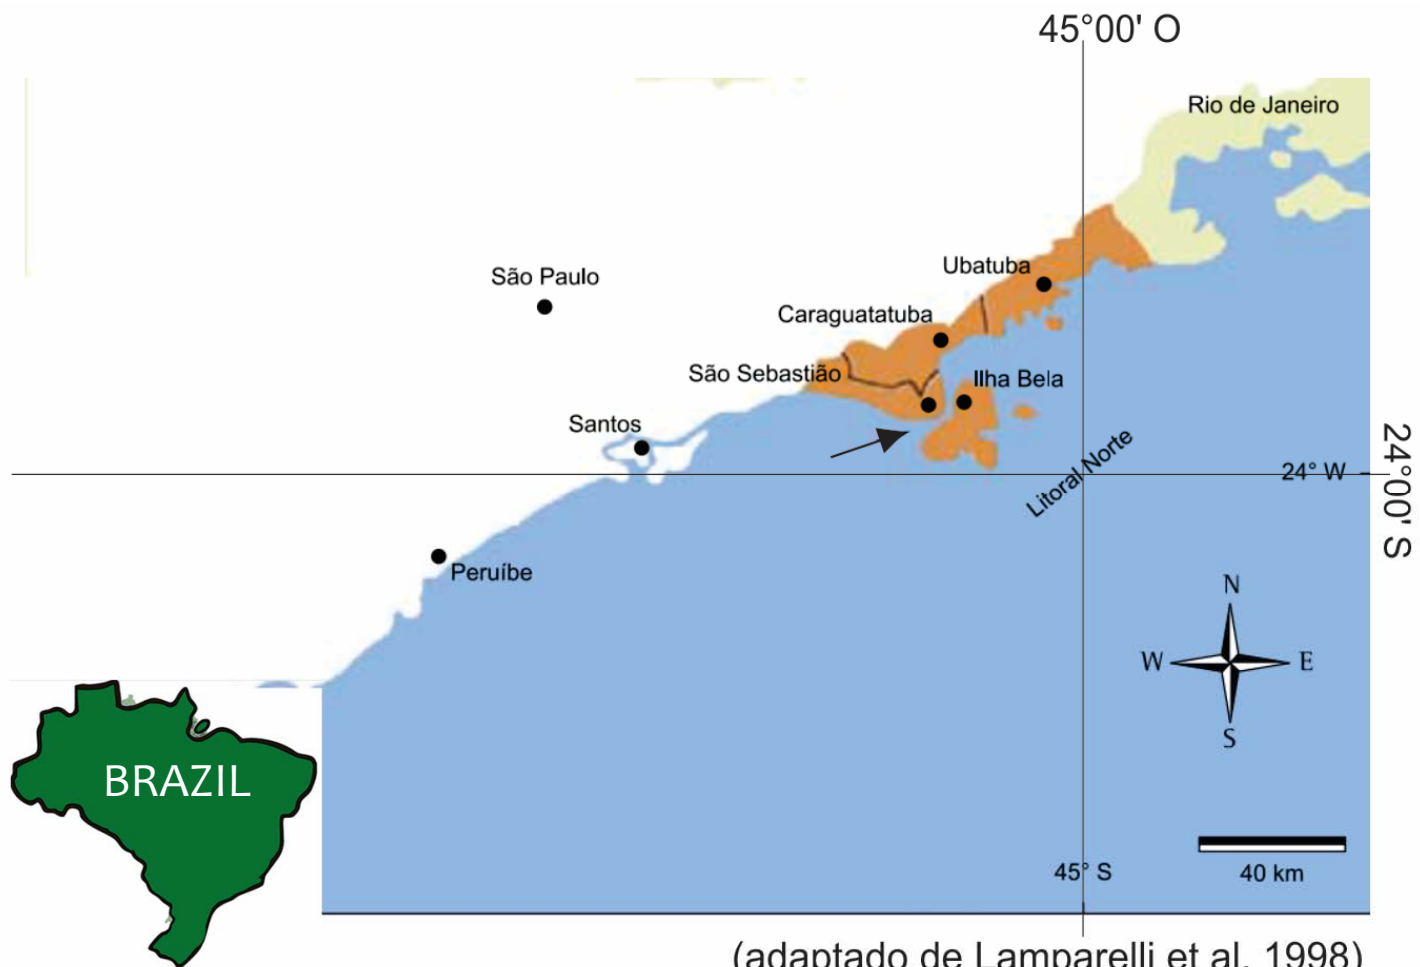 45°00' O
Rio de Janeiro
Ubatuba
São Paulo
Caraguatatuba
São Sebastião
Ilha Bela
Santos
Litoral Norte
24° W
24°00' S
Peruíbe
N
W
E
S
BRAZIL
45° S
40 km
(adaptado de Lamparelli et al. 1998)